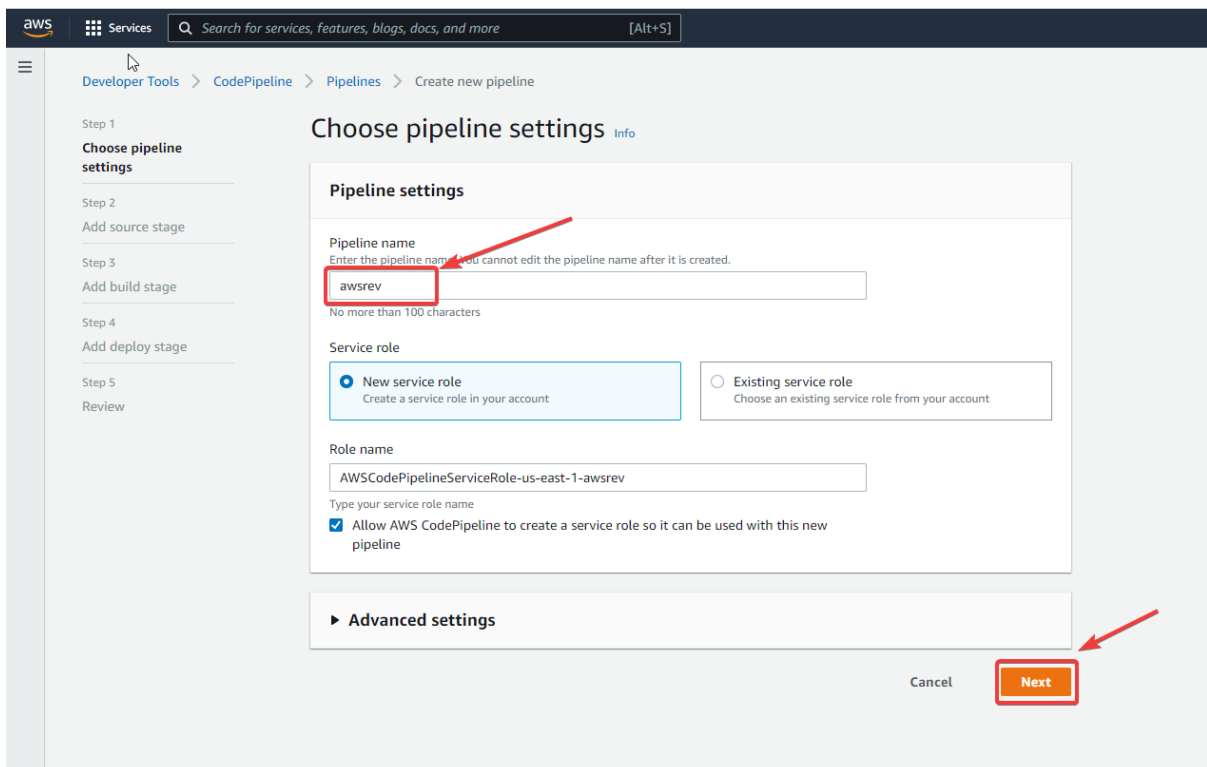 aws
Services
Search for services, features, blogs, docs, and more [Alt+S]
Developer Tools > CodePipeline > Pipelines > Create new pipeline
Step 1
Choose pipeline
settings
Step 2
Add source stage
Step 3
Add build stage
Step 4
Add deploy stage
Step 5
Review
Choose pipeline settings Info
Pipeline settings
Pipeline name
Enter the pipeline name. You cannot edit the pipeline name after it is created.
awsrev
No more than 100 characters
Service role
New service role
Create a service role in your account
Existing service role
Choose an existing service role from your account
Role name
AWSCodePipelineServiceRole-us-east-1-awsrev
Type your service role name
Allow AWS CodePipeline to create a service role so it can be used with this new
pipeline
Advanced settings
Cancel
Next